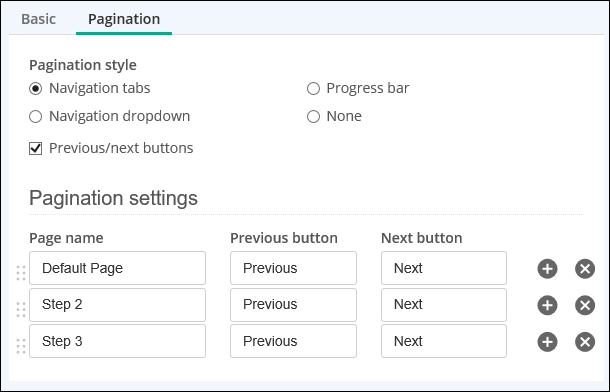 Basic Pagination
Pagination style
Navigation tabs Progress bar
Navigation dropdown None
Previous/next buttons
Pagination settings
Page name Previous button Next button
Default Page Previous Next
Step 2 Previous Next
Step 3 Previous Next